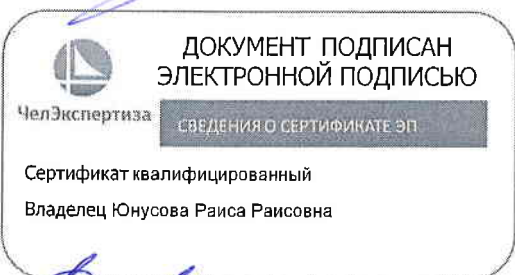 ДОКУМЕНТ ПОДПИСАН
ЭЛЕКТРОННОЙ ПОДПИСЬЮ
ЧелЭкспертиза
СВЕДЕНИЯ О СЕРТИФИКАТЕ ЭП
Сертификат квалифицированный
Владелец Юнусова Раиса Раисовна